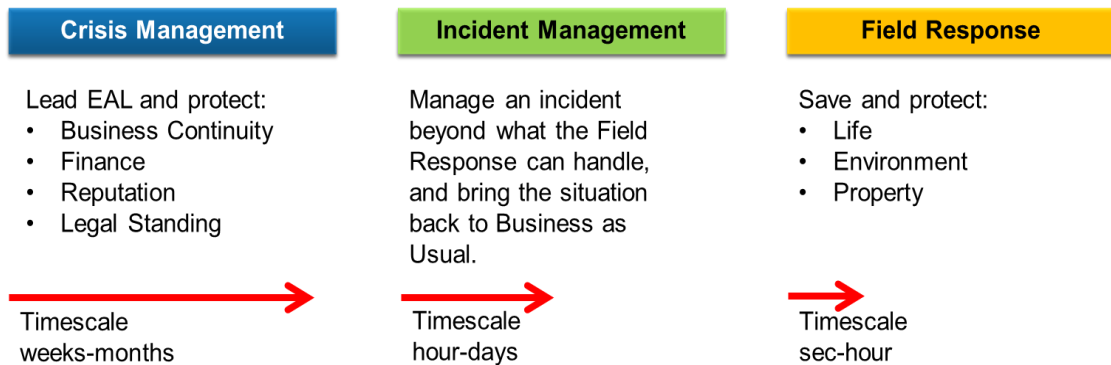 Crisis Management
Lead EAL and protect:
• Business Continuity
• Finance
• Reputation
• Legal Standing
Timescale
weeks-months
Incident Management
Manage an incident
beyond what the Field
Response can handle,
and bring the situation
back to Business as
Usual.
Timescale
hour-days
Field Response
Save and protect:
• Life
• Environment
• Property
Timescale
sec-hour